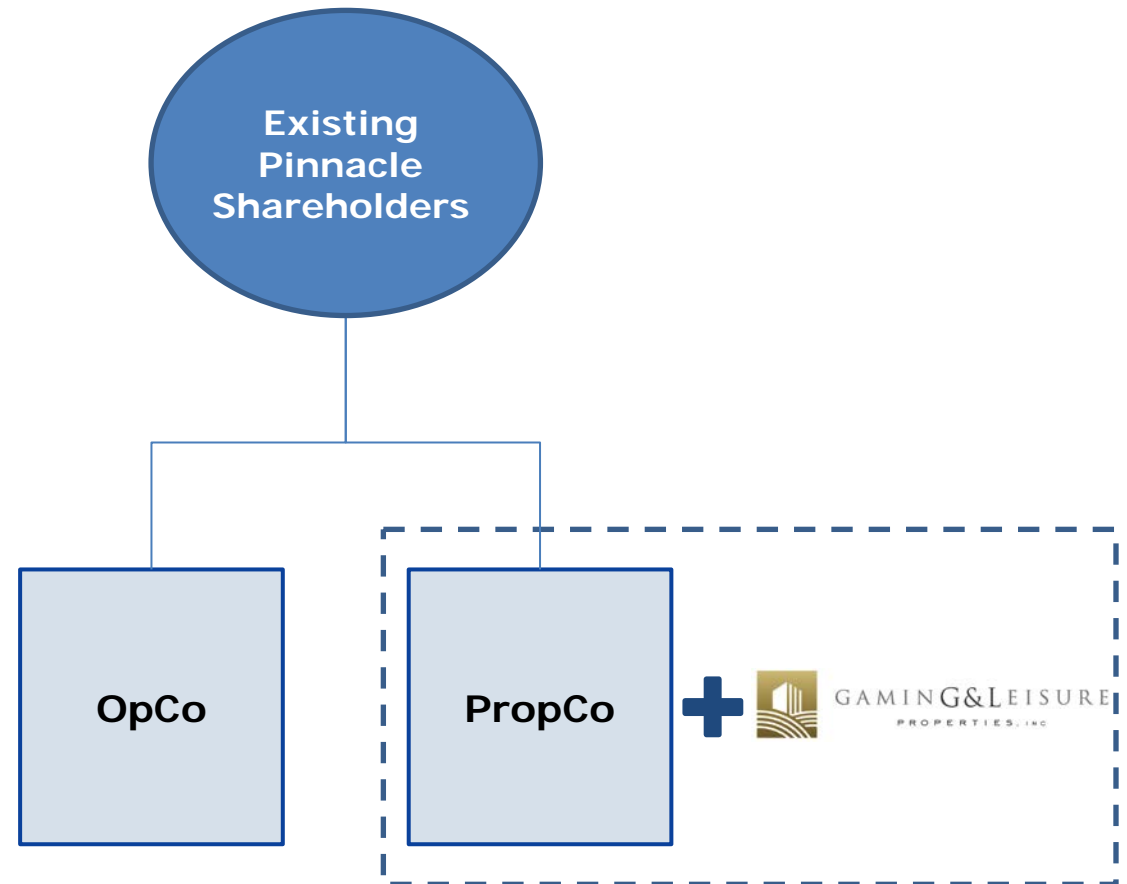 Existing
Pinnacle
Shareholders
OpCo
PropCo
GAMING&LEISURE
PROPERTIES, INC